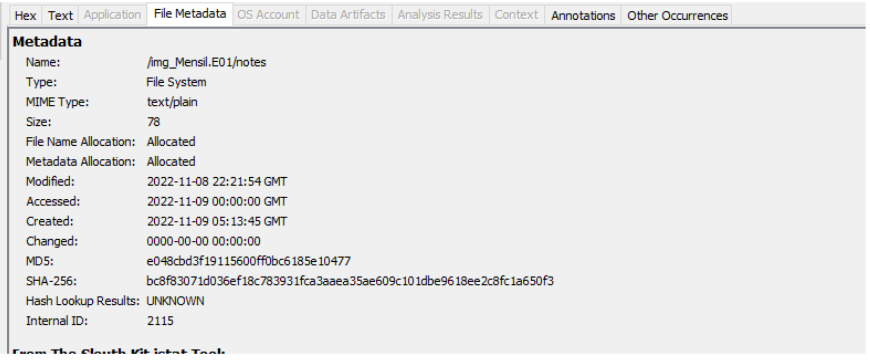 Hex Text Application File Metadata OS Account Data Artifacts Analysis Results Context Annotations Other Occurrences
Metadata
Name: /img_Mensil.E01/notes
Type: File System
MIME Type: text/plain
Size: 78
File Name Allocation: Allocated
Metadata Allocation: Allocated
Modified: 2022-11-08 22:21:54 GMT
Accessed: 2022-11-09 00:00:00 GMT
Created: 2022-11-09 05:13:45 GMT
Changed: 0000-00-00 00:00:00
MD5: e048cbd3f19115600ff0bc6185e10477
SHA-256: bc8f83071d036ef18c783931fca3aaea35ae609c101dbe9618ee2c8fc1a650f3
Hash Lookup Results: UNKNOWN
Internal ID: 2115
From The Sleuth Kit istat Tool: